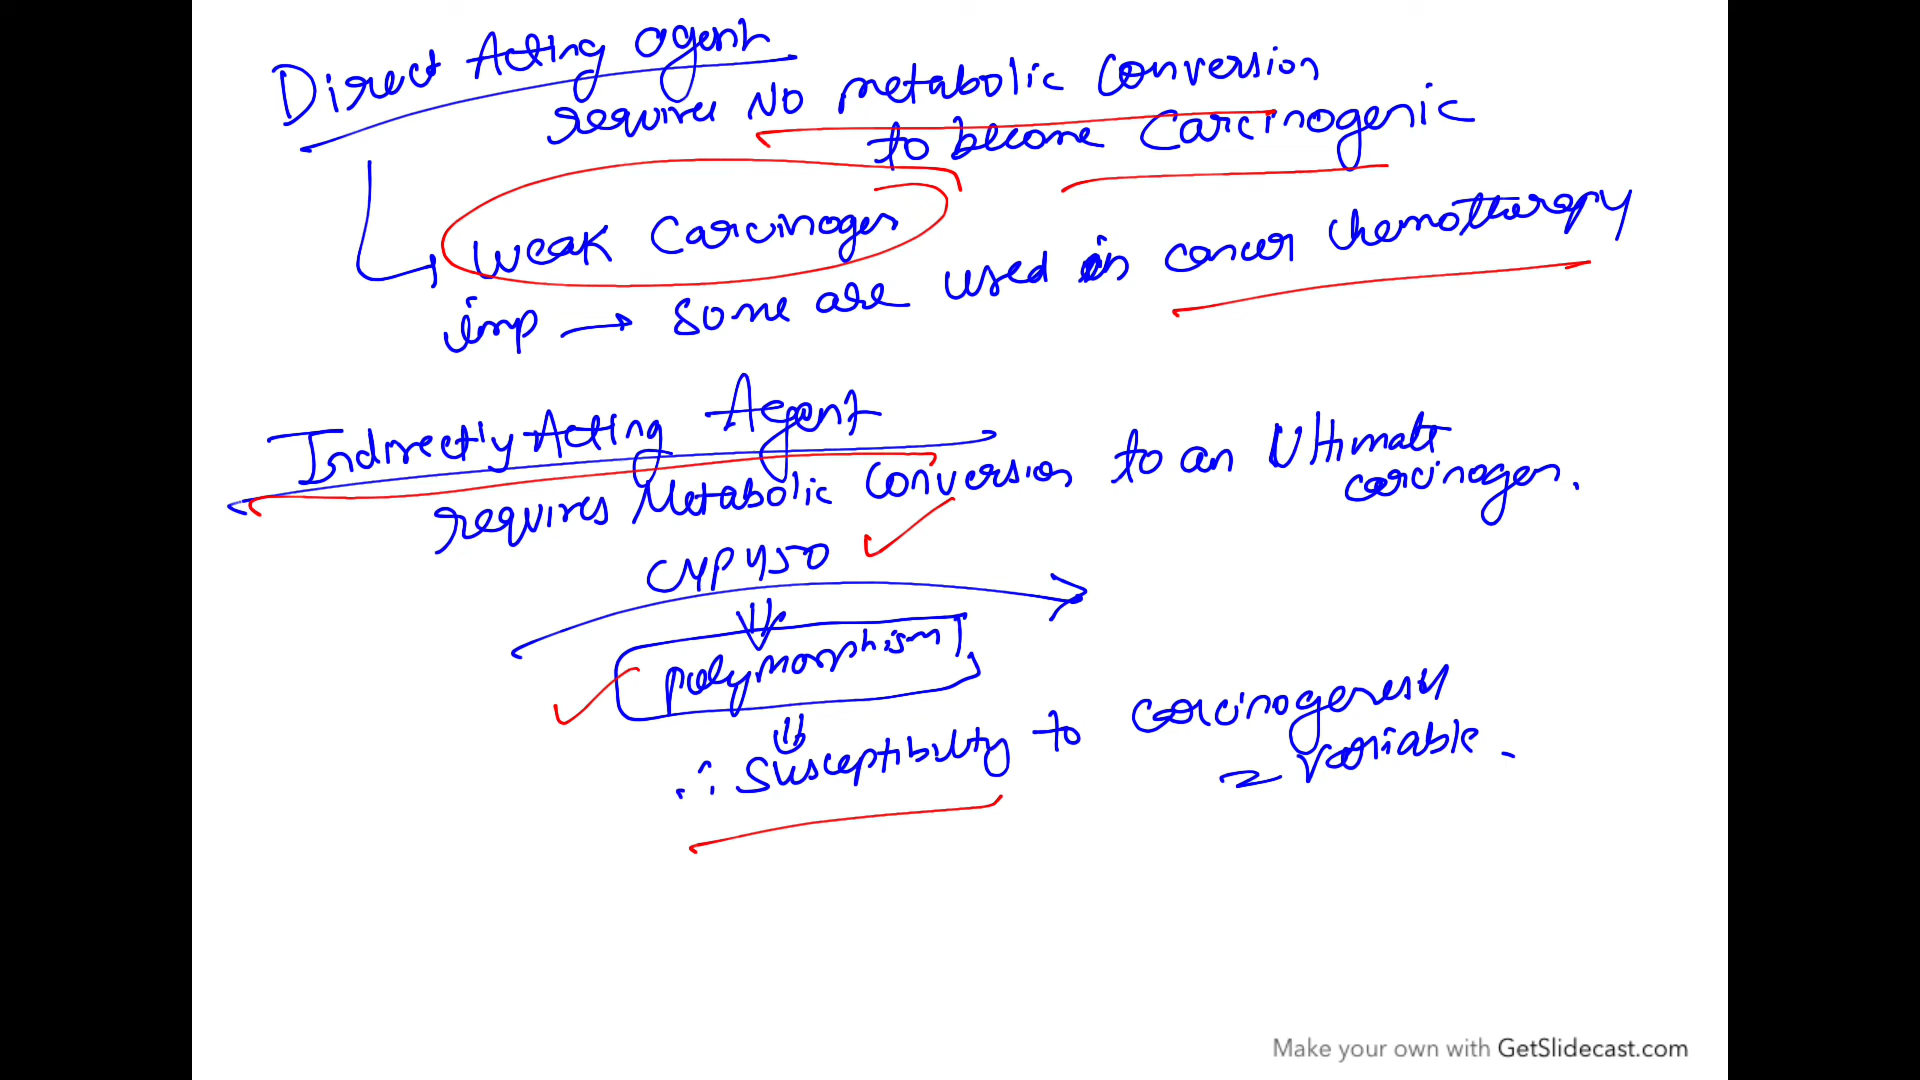 Direct Acting agent
requires No metabolic conversion
to become Carcinogenic
weak Carcinogen
imp → some are used in cancer chemotherapy
Indirectly Acting Agent
requires Metabolic Conversion to an Ultimate
carcinogen.
CYP450
polymorphism
∴ Susceptibility to carcinogenesis
variable.
Make your own with GetSlidecast.com